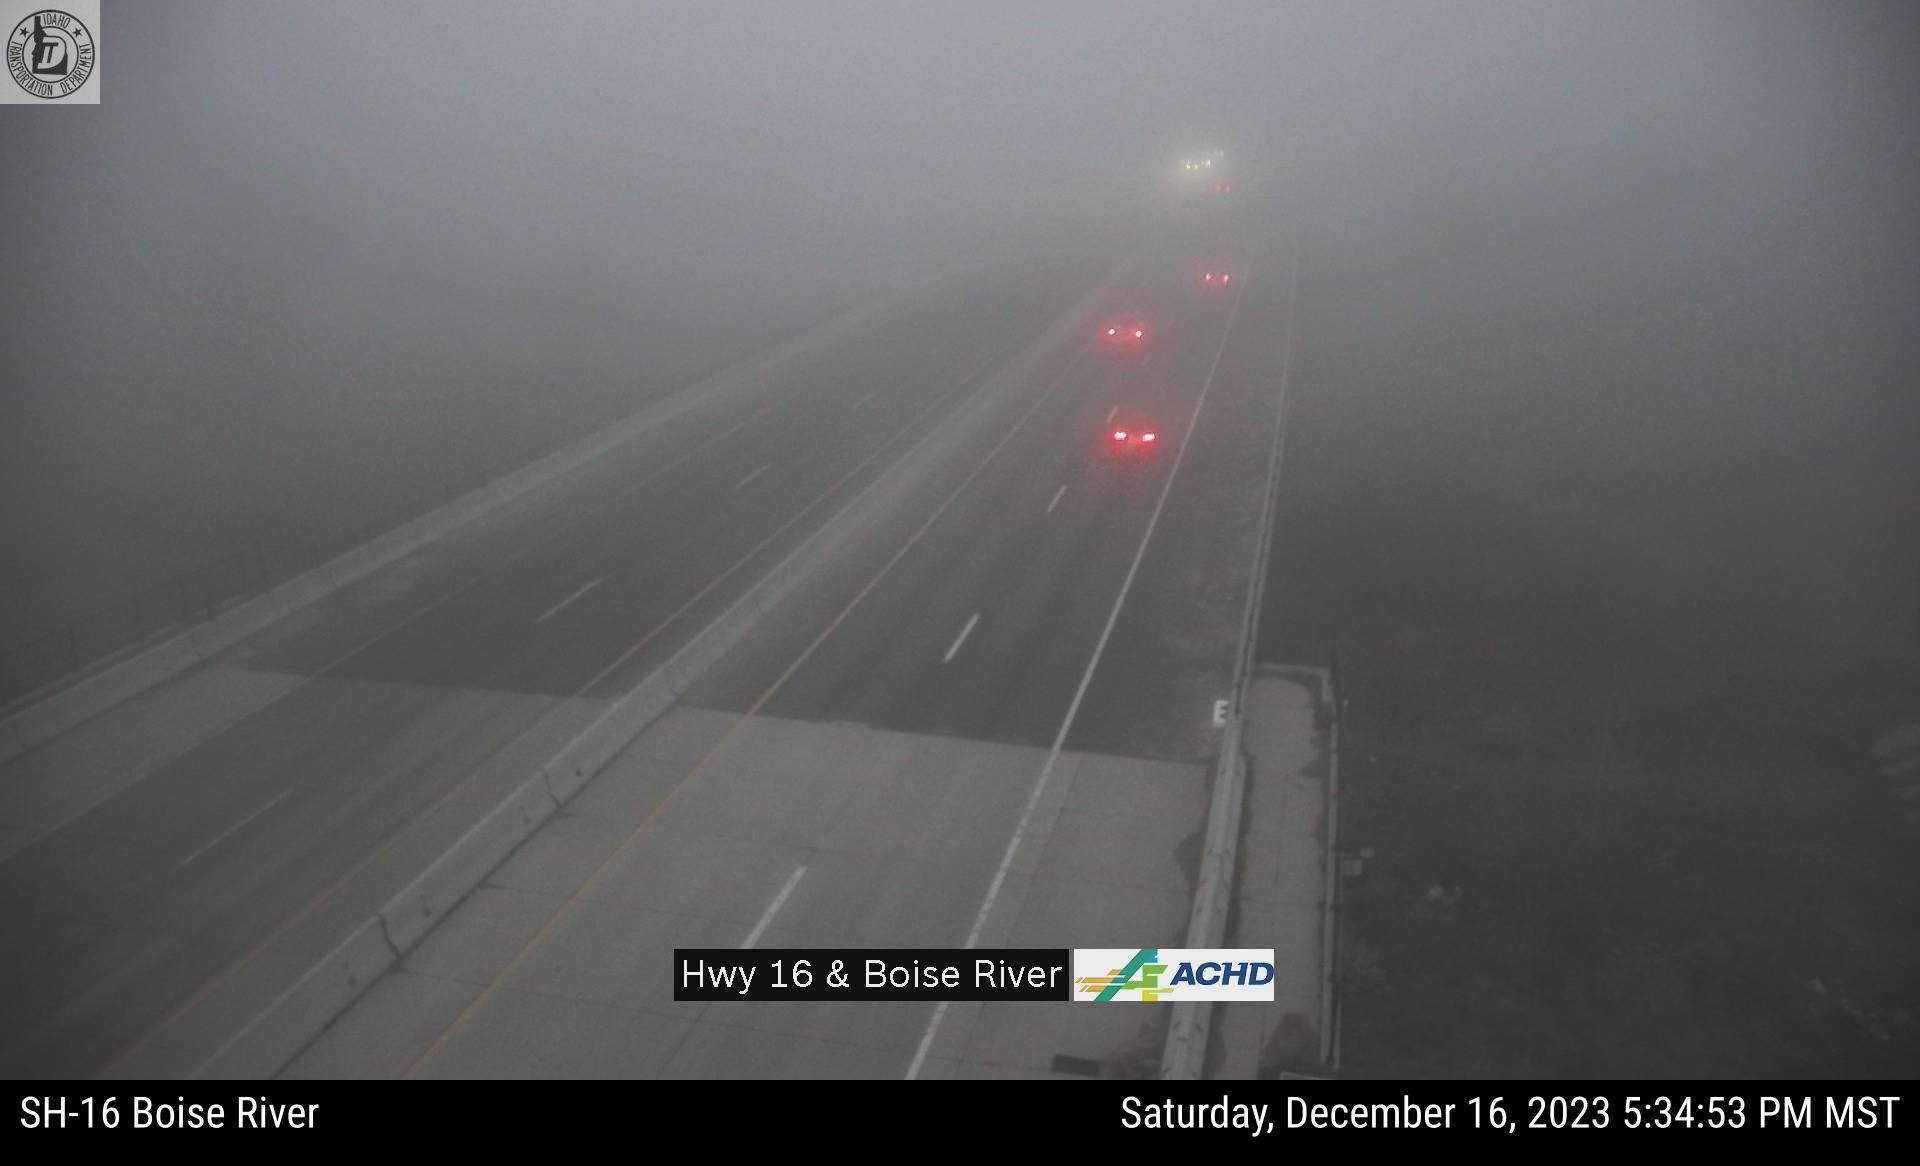 IDAHO
TRANSPORTATION DEPARTMENT
IT
E
Hwy 16 & Boise River
ACHD
SH-16 Boise River
Saturday, December 16, 2023 5:34:53 PM MST